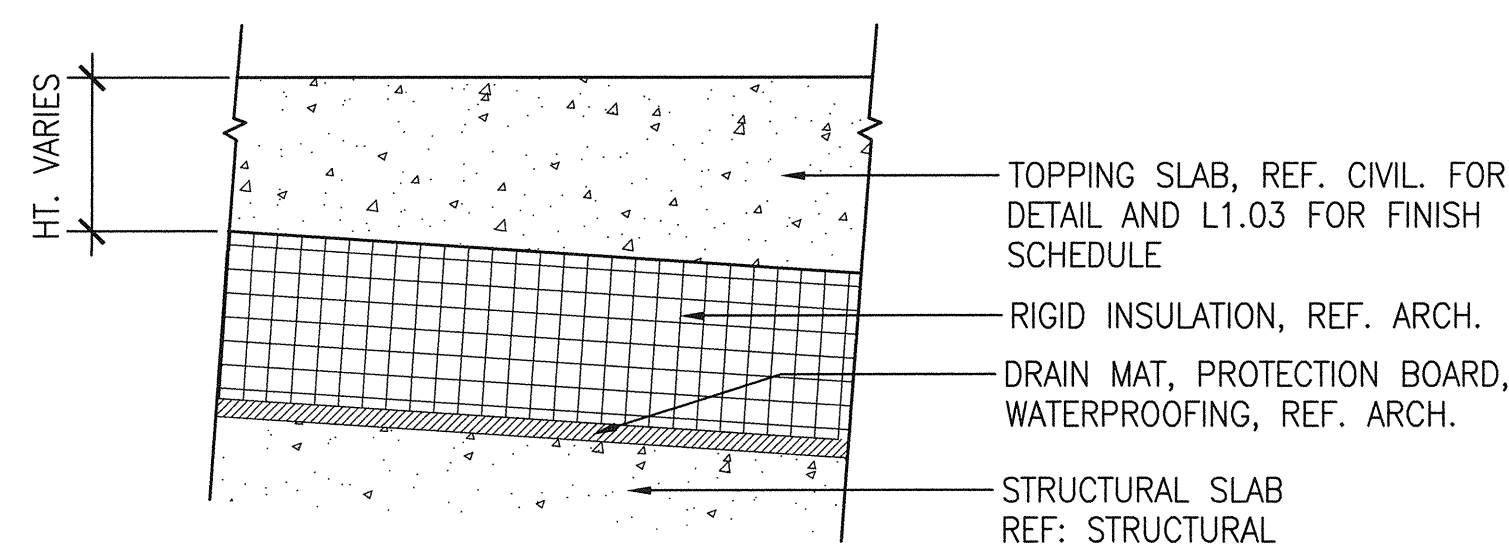 HT. VARIES
TOPPING SLAB, REF. CIVIL. FOR
DETAIL AND L1.03 FOR FINISH
SCHEDULE
RIGID INSULATION, REF. ARCH.
DRAIN MAT, PROTECTION BOARD,
WATERPROOFING, REF. ARCH.
STRUCTURAL SLAB
REF: STRUCTURAL